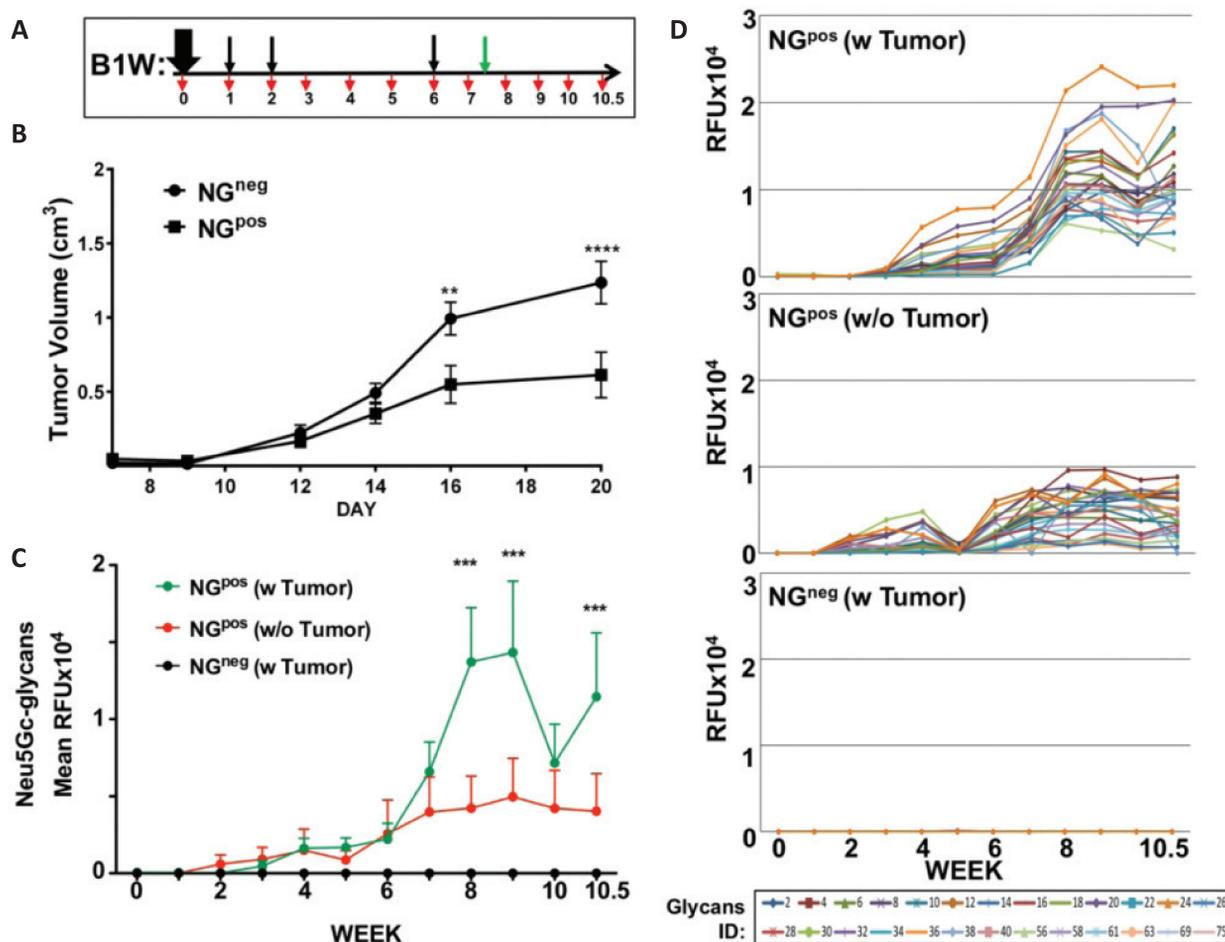 A
B1W:
0 1 2 3 4 5 6 7 8 9 10 10.5
B
Tumor Volume (cm³)
2
1.5
1
0.5
NGneg
NGpos
**
****
8 10 12 14 16 18 20
DAY
C
Neu5Gc-glycans
Mean RFUx10⁴
2
1
0
NGpos (w Tumor)
NGpos (w/o Tumor)
NGneg (w Tumor)
***
***
***
0 2 4 6 8 10 10.5
WEEK
D
NGpos (w Tumor)
RFUx10⁴
3
2
1
0
NGpos (w/o Tumor)
RFUx10⁴
3
2
1
0
NGneg (w Tumor)
RFUx10⁴
3
2
1
0
0 2 4 6 8 10.5
WEEK
Glycans
ID:
2 4 6 8 10 12 14 16 18 20 22 24 26
28 30 32 34 36 38 40 56 58 61 63 69